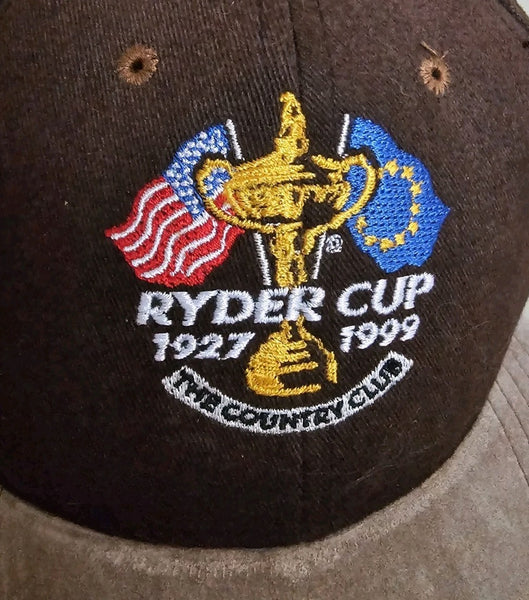 ®
RYDER CUP
1927 1999
THE COUNTRY CLUB